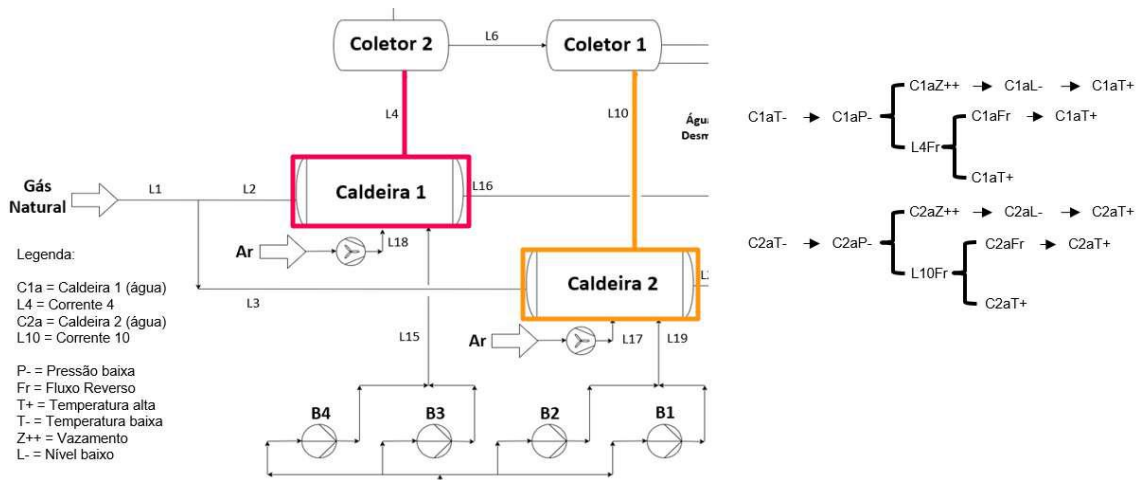 Coletor 2
L6
Coletor 1
L4
L10
Água
Desm
Gás
Natural
L1
L2
Caldeira 1
L16
Ar
L18
L3
Caldeira 2
Ar
L15
L17
L19
B4
B3
B2
B1
Legenda:
C1a = Caldeira 1 (água)
L4 = Corrente 4
C2a = Caldeira 2 (água)
L10 = Corrente 10
P- = Pressão baixa
Fr = Fluxo Reverso
T+ = Temperatura alta
T- = Temperatura baixa
Z++ = Vazamento
L- = Nível baixo
C1aZ++ → C1aL- → C1aT+
C1aT- → C1aP-
C1aFr → C1aT+
L4Fr
C1aT+
C2aZ++ → C2aL- → C2aT+
C2aT- → C2aP-
C2aFr → C2aT+
L10Fr
C2aT+